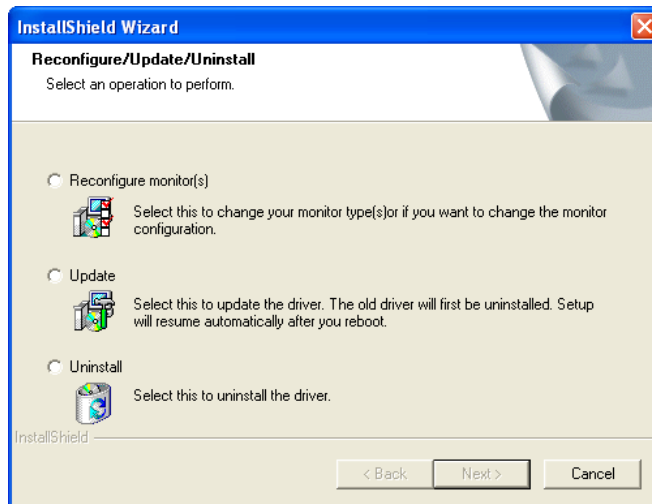 InstallShield Wizard
Reconfigure/Update/Uninstall
Select an operation to perform.
Reconfigure monitor(s)
Select this to change your monitor type(s)or if you want to change the monitor
configuration.
Update
Select this to update the driver. The old driver will first be uninstalled. Setup
will resume automatically after you reboot.
Uninstall
Select this to uninstall the driver.
InstallShield
< Back Next > Cancel